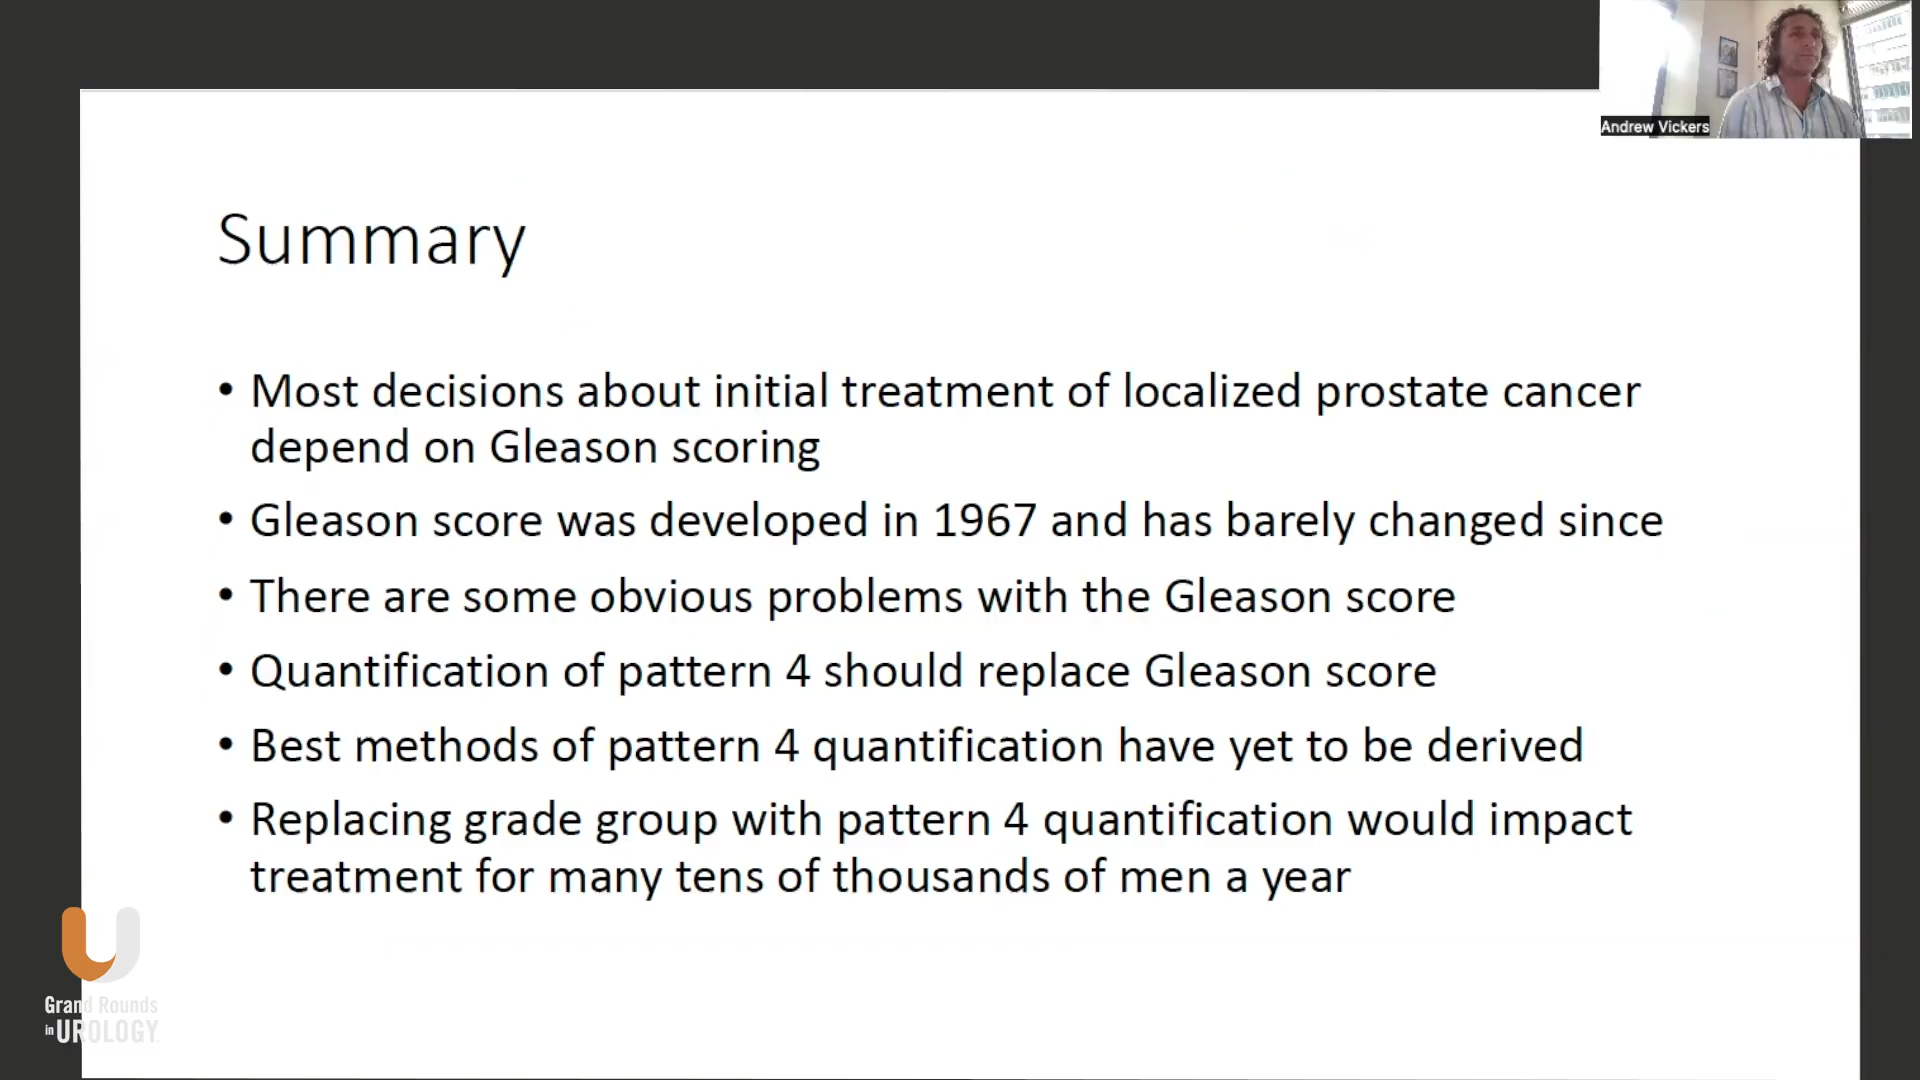 Andrew Vickers
Summary
• Most decisions about initial treatment of localized prostate cancer
depend on Gleason scoring
• Gleason score was developed in 1967 and has barely changed since
• There are some obvious problems with the Gleason score
• Quantification of pattern 4 should replace Gleason score
• Best methods of pattern 4 quantification have yet to be derived
• Replacing grade group with pattern 4 quantification would impact
treatment for many tens of thousands of men a year
Grand Rounds
in UROLOGY